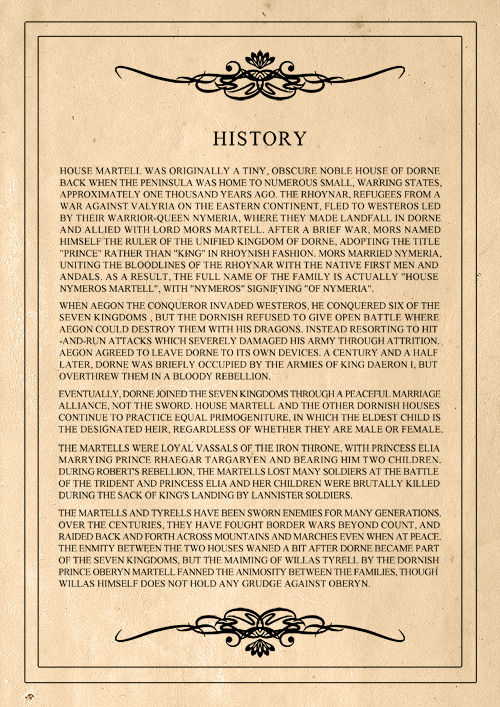 HISTORY
HOUSE MARTELL WAS ORIGINALLY A TINY, OBSCURE NOBLE HOUSE OF DORNE
BACK WHEN THE PENINSULA WAS HOME TO NUMEROUS SMALL, WARRING STATES,
APPROXIMATELY ONE THOUSAND YEARS AGO. THE RHOYNAR, REFUGEES FROM A
WAR AGAINST VALYRIA ON THE EASTERN CONTINENT, FLED TO WESTEROS LED
BY THEIR WARRIOR-QUEEN NYMERIA, WHERE THEY MADE LANDFALL IN DORNE
AND ALLIED WITH LORD MORS MARTELL. AFTER A BRIEF WAR, MORS NAMED
HIMSELF THE RULER OF THE UNIFIED KINGDOM OF DORNE, ADOPTING THE TITLE
"PRINCE" RATHER THAN "KING" IN RHOYNISH FASHION. MORS MARRIED NYMERIA,
UNITING THE BLOODLINES OF THE RHOYNAR WITH THE NATIVE FIRST MEN AND
ANDALS. AS A RESULT, THE FULL NAME OF THE FAMILY IS ACTUALLY "HOUSE
NYMEROS MARTELL", WITH "NYMEROS" SIGNIFYING "OF NYMERIA".
WHEN AEGON THE CONQUEROR INVADED WESTEROS, HE CONQUERED SIX OF THE
SEVEN KINGDOMS , BUT THE DORNISH REFUSED TO GIVE OPEN BATTLE WHERE
AEGON COULD DESTROY THEM WITH HIS DRAGONS. INSTEAD RESORTING TO HIT
-AND-RUN ATTACKS WHICH SEVERELY DAMAGED HIS ARMY THROUGH ATTRITION.
AEGON AGREED TO LEAVE DORNE TO ITS OWN DEVICES. A CENTURY AND A HALF
LATER, DORNE WAS BRIEFLY OCCUPIED BY THE ARMIES OF KING DAERON I, BUT
OVERTHREW THEM IN A BLOODY REBELLION.
EVENTUALLY, DORNE JOINED THE SEVEN KINGDOMS THROUGH A PEACEFUL MARRIAGE
ALLIANCE, NOT THE SWORD. HOUSE MARTELL AND THE OTHER DORNISH HOUSES
CONTINUE TO PRACTICE EQUAL PRIMOGENITURE, IN WHICH THE ELDEST CHILD IS
THE DESIGNATED HEIR, REGARDLESS OF WHETHER THEY ARE MALE OR FEMALE.
THE MARTELLS WERE LOYAL VASSALS OF THE IRON THRONE, WITH PRINCESS ELIA
MARRYING PRINCE RHAEGAR TARGARYEN AND BEARING HIM TWO CHILDREN.
DURING ROBERT'S REBELLION, THE MARTELLS LOST MANY SOLDIERS AT THE BATTLE
OF THE TRIDENT AND PRINCESS ELIA AND HER CHILDREN WERE BRUTALLY KILLED
DURING THE SACK OF KING'S LANDING BY LANNISTER SOLDIERS.
THE MARTELLS AND TYRELLS HAVE BEEN SWORN ENEMIES FOR MANY GENERATIONS.
OVER THE CENTURIES, THEY HAVE FOUGHT BORDER WARS BEYOND COUNT, AND
RAIDED BACK AND FORTH ACROSS MOUNTAINS AND MARCHES EVEN WHEN AT PEACE.
THE ENMITY BETWEEN THE TWO HOUSES WANED A BIT AFTER DORNE BECAME PART
OF THE SEVEN KINGDOMS, BUT THE MAIMING OF WILLAS TYRELL BY THE DORNISH
PRINCE OBERYN MARTELL FANNED THE ANIMOSITY BETWEEN THE FAMILIES, THOUGH
WILLAS HIMSELF DOES NOT HOLD ANY GRUDGE AGAINST OBERYN.